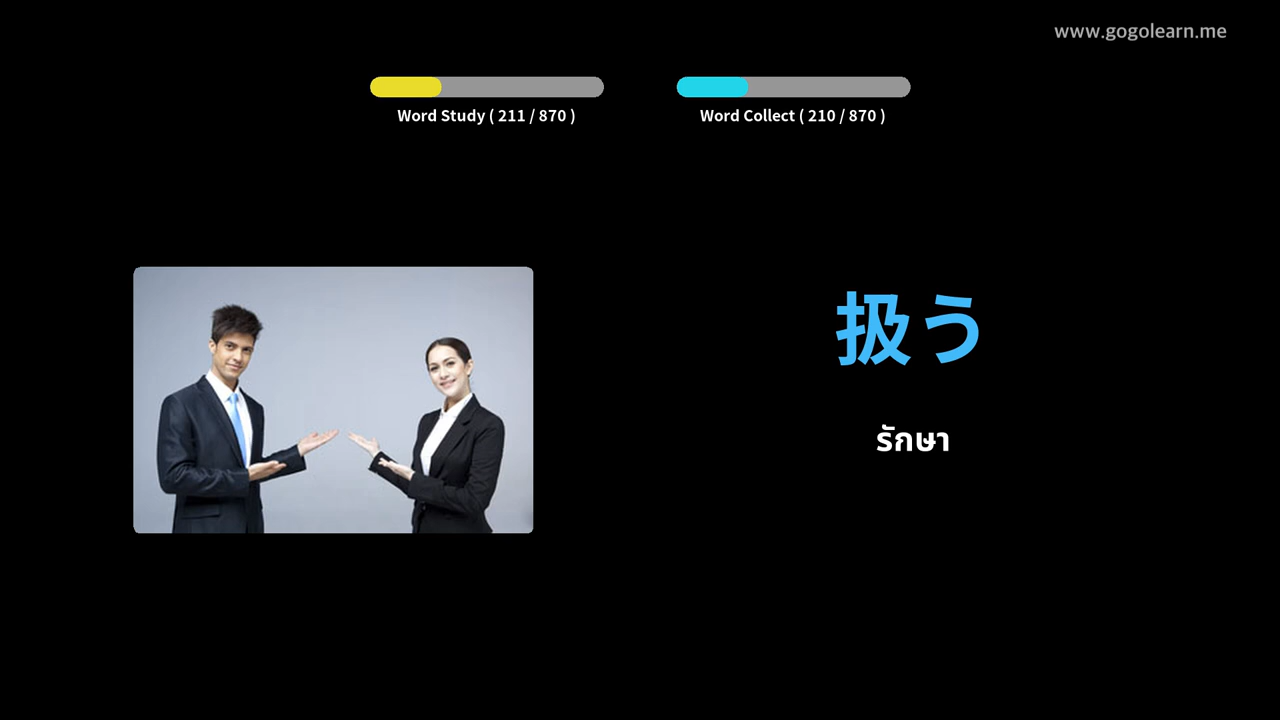 www.gogolearn.me
Word Study ( 211 / 870 )
Word Collect ( 210 / 870 )
扱う
รักษา